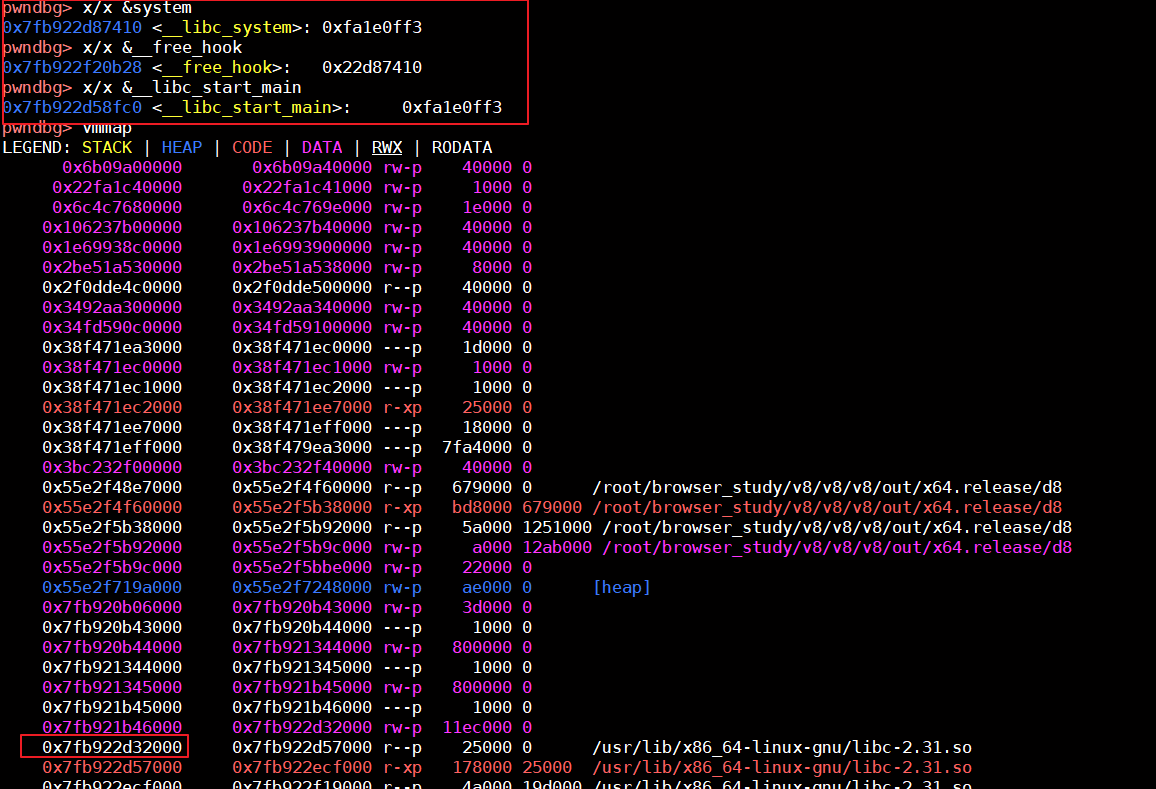 pwndbg> x/x &system
0x7fb922d87410 <__libc_system>: 0xfa1e0ff3
pwndbg> x/x &__free_hook
0x7fb922f20b28 <__free_hook>:   0x22d87410
pwndbg> x/x &__libc_start_main
0x7fb922d58fc0 <__libc_start_main>:     0xfa1e0ff3
pwndbg> vmmap
LEGEND: STACK | HEAP | CODE | DATA | RWX | RODATA
0x6b09a00000 0x6b09a40000 rw-p 40000 0
0x22fa1c40000 0x22fa1c41000 rw-p 1000 0
0x6c4c7680000 0x6c4c769e000 rw-p 1e000 0
0x106237b00000 0x106237b40000 rw-p 40000 0
0x1e69938c0000 0x1e6993900000 rw-p 40000 0
0x2be51a530000 0x2be51a538000 rw-p 8000 0
0x2f0dde4c0000 0x2f0dde500000 r--p 40000 0
0x3492aa300000 0x3492aa340000 rw-p 40000 0
0x34fd590c0000 0x34fd59100000 rw-p 40000 0
0x38f471ea3000 0x38f471ec0000 ---p 1d000 0
0x38f471ec0000 0x38f471ec1000 rw-p 1000 0
0x38f471ec1000 0x38f471ec2000 ---p 1000 0
0x38f471ec2000 0x38f471ee7000 r-xp 25000 0
0x38f471ee7000 0x38f471eff000 ---p 18000 0
0x38f471eff000 0x38f479ea3000 ---p 7fa4000 0
0x3bc232f00000 0x3bc232f40000 rw-p 40000 0
0x55e2f48e7000 0x55e2f4f60000 r--p 679000 0 /root/browser_study/v8/v8/v8/out/x64.release/d8
0x55e2f4f60000 0x55e2f5b38000 r-xp bd8000 679000 /root/browser_study/v8/v8/v8/out/x64.release/d8
0x55e2f5b38000 0x55e2f5b92000 r--p 5a000 1251000 /root/browser_study/v8/v8/v8/out/x64.release/d8
0x55e2f5b92000 0x55e2f5b9c000 rw-p a000 12ab000 /root/browser_study/v8/v8/v8/out/x64.release/d8
0x55e2f5b9c000 0x55e2f5bbe000 rw-p 22000 0
0x55e2f719a000 0x55e2f7248000 rw-p ae000 0 [heap]
0x7fb920b06000 0x7fb920b43000 rw-p 3d000 0
0x7fb920b43000 0x7fb920b44000 ---p 1000 0
0x7fb920b44000 0x7fb921344000 rw-p 800000 0
0x7fb921344000 0x7fb921345000 ---p 1000 0
0x7fb921345000 0x7fb921b45000 rw-p 800000 0
0x7fb921b45000 0x7fb921b46000 ---p 1000 0
0x7fb921b46000 0x7fb922d32000 rw-p 11ec000 0
0x7fb922d32000 0x7fb922d57000 r--p 25000 0 /usr/lib/x86_64-linux-gnu/libc-2.31.so
0x7fb922d57000 0x7fb922ecf000 r-xp 178000 25000 /usr/lib/x86_64-linux-gnu/libc-2.31.so
0x7fb922ecf000 0x7fb922f19000 r--p 4a000 19d000 /usr/lib/x86_64-linux-gnu/libc-2.31.so